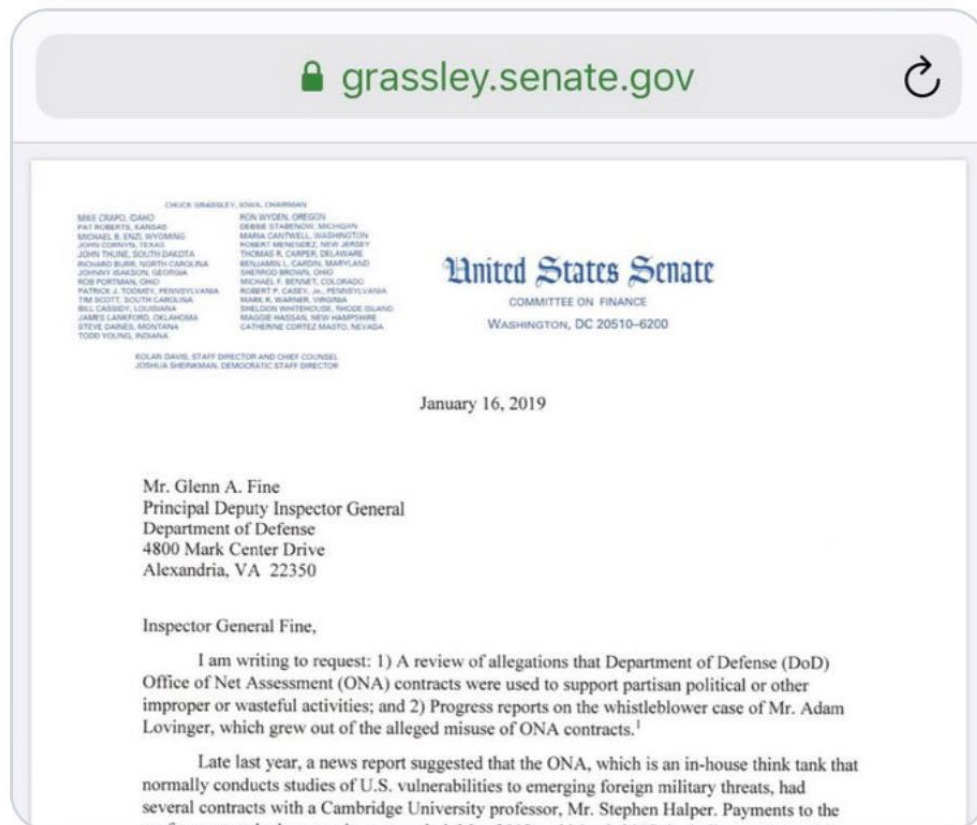 grassley.senate.gov
CHUCK GRASSLEY, IOWA, CHAIRMAN
MIKE CRAPO, IDAHO
PAT ROBERTS, KANSAS
MICHAEL B. ENZI, WYOMING
JOHN CORNYN, TEXAS
JOHN THUNE, SOUTH DAKOTA
RICHARD BURR, NORTH CAROLINA
JOHNNY ISAKSON, GEORGIA
ROB PORTMAN, OHIO
PATRICK J. TOOMEY, PENNSYLVANIA
TIM SCOTT, SOUTH CAROLINA
BILL CASSIDY, LOUISIANA
JAMES LANKFORD, OKLAHOMA
STEVE DAINES, MONTANA
TODD YOUNG, INDIANA
RON WYDEN, OREGON
DEBBIE STABENOW, MICHIGAN
MARIA CANTWELL, WASHINGTON
ROBERT MENENDEZ, NEW JERSEY
THOMAS R. CARPER, DELAWARE
BENJAMIN L. CARDIN, MARYLAND
SHERROD BROWN, OHIO
MICHAEL F. BENNET, COLORADO
ROBERT P. CASEY, Jr., PENNSYLVANIA
MARK R. WARNER, VIRGINIA
SHELDON WHITEHOUSE, RHODE ISLAND
MAGGIE HASSAN, NEW HAMPSHIRE
CATHERINE CORTEZ MASTO, NEVADA
KOLAN DAVIS, STAFF DIRECTOR AND CHIEF COUNSEL
JOSHUA SHEINKMAN, DEMOCRATIC STAFF DIRECTOR
United States Senate
COMMITTEE ON FINANCE
WASHINGTON, DC 20510–6200
January 16, 2019
Mr. Glenn A. Fine
Principal Deputy Inspector General
Department of Defense
4800 Mark Center Drive
Alexandria, VA 22350
Inspector General Fine,
I am writing to request: 1) A review of allegations that Department of Defense (DoD)
Office of Net Assessment (ONA) contracts were used to support partisan political or other
improper or wasteful activities; and 2) Progress reports on the whistleblower case of Mr. Adam
Lovinger, which grew out of the alleged misuse of ONA contracts.¹
Late last year, a news report suggested that the ONA, which is an in-house think tank that
normally conducts studies of U.S. vulnerabilities to emerging foreign military threats, had
several contracts with a Cambridge University professor, Mr. Stephen Halper. Payments to the